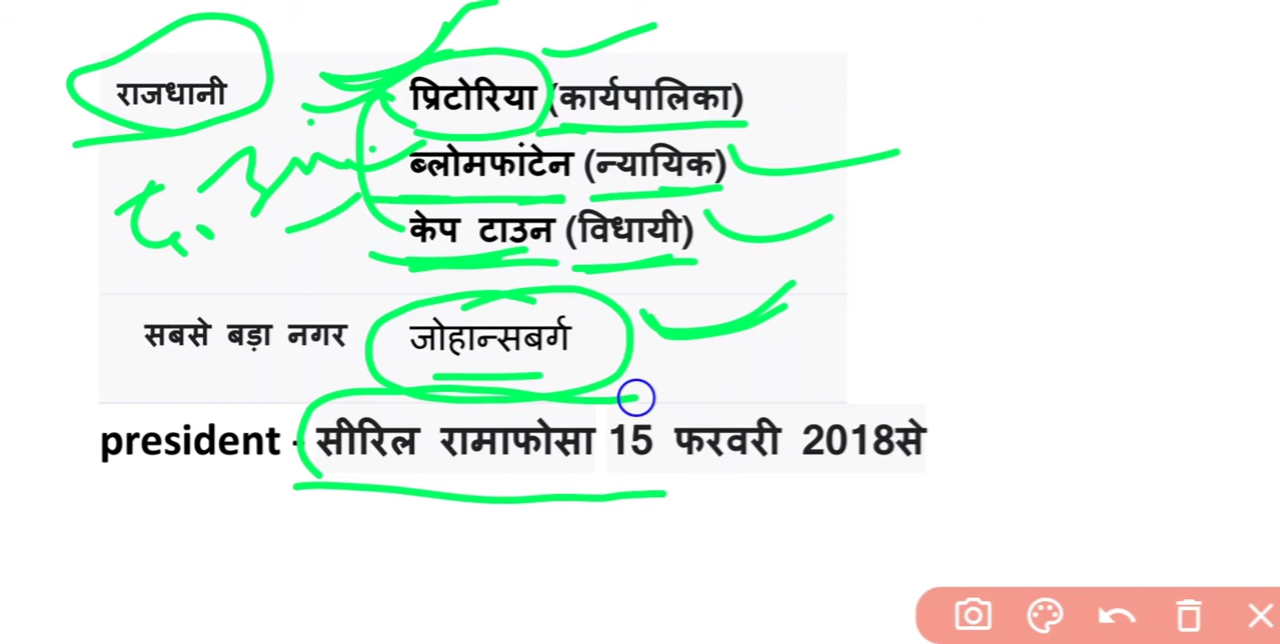 राजधानी प्रिटोरिया (कार्यपालिका)
ब्लोमफांटेन (न्यायिक)
केप टाउन (विधायी)
सबसे बड़ा नगर जोहान्सबर्ग
president - सीरिल रामाफोसा 15 फरवरी 2018से